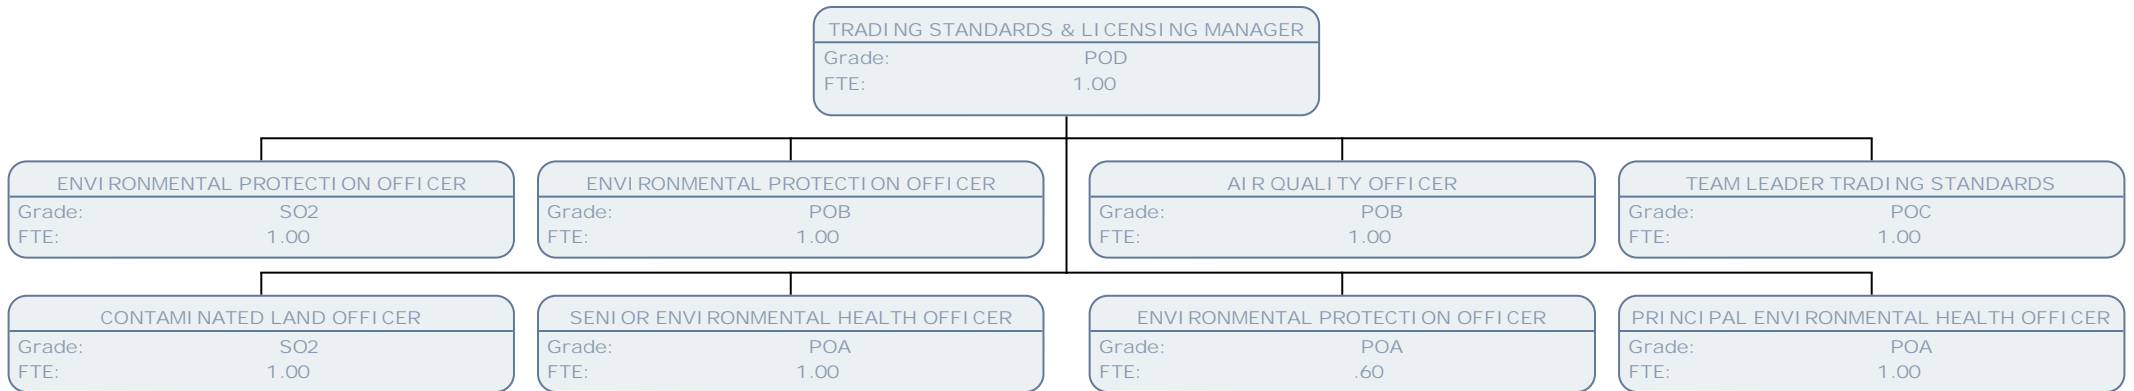 TRADING STANDARDS & LICENSING MANAGER
Grade: POD
FTE: 1.00
ENVIRONMENTAL PROTECTION OFFICER
Grade: SO2
FTE: 1.00
ENVIRONMENTAL PROTECTION OFFICER
Grade: POB
FTE: 1.00
AIR QUALITY OFFICER
Grade: POB
FTE: 1.00
TEAM LEADER TRADING STANDARDS
Grade: POC
FTE: 1.00
CONTAMINATED LAND OFFICER
Grade: SO2
FTE: 1.00
SENIOR ENVIRONMENTAL HEALTH OFFICER
Grade: POA
FTE: 1.00
ENVIRONMENTAL PROTECTION OFFICER
Grade: POA
FTE: .60
PRINCIPAL ENVIRONMENTAL HEALTH OFFICER
Grade: POA
FTE: 1.00